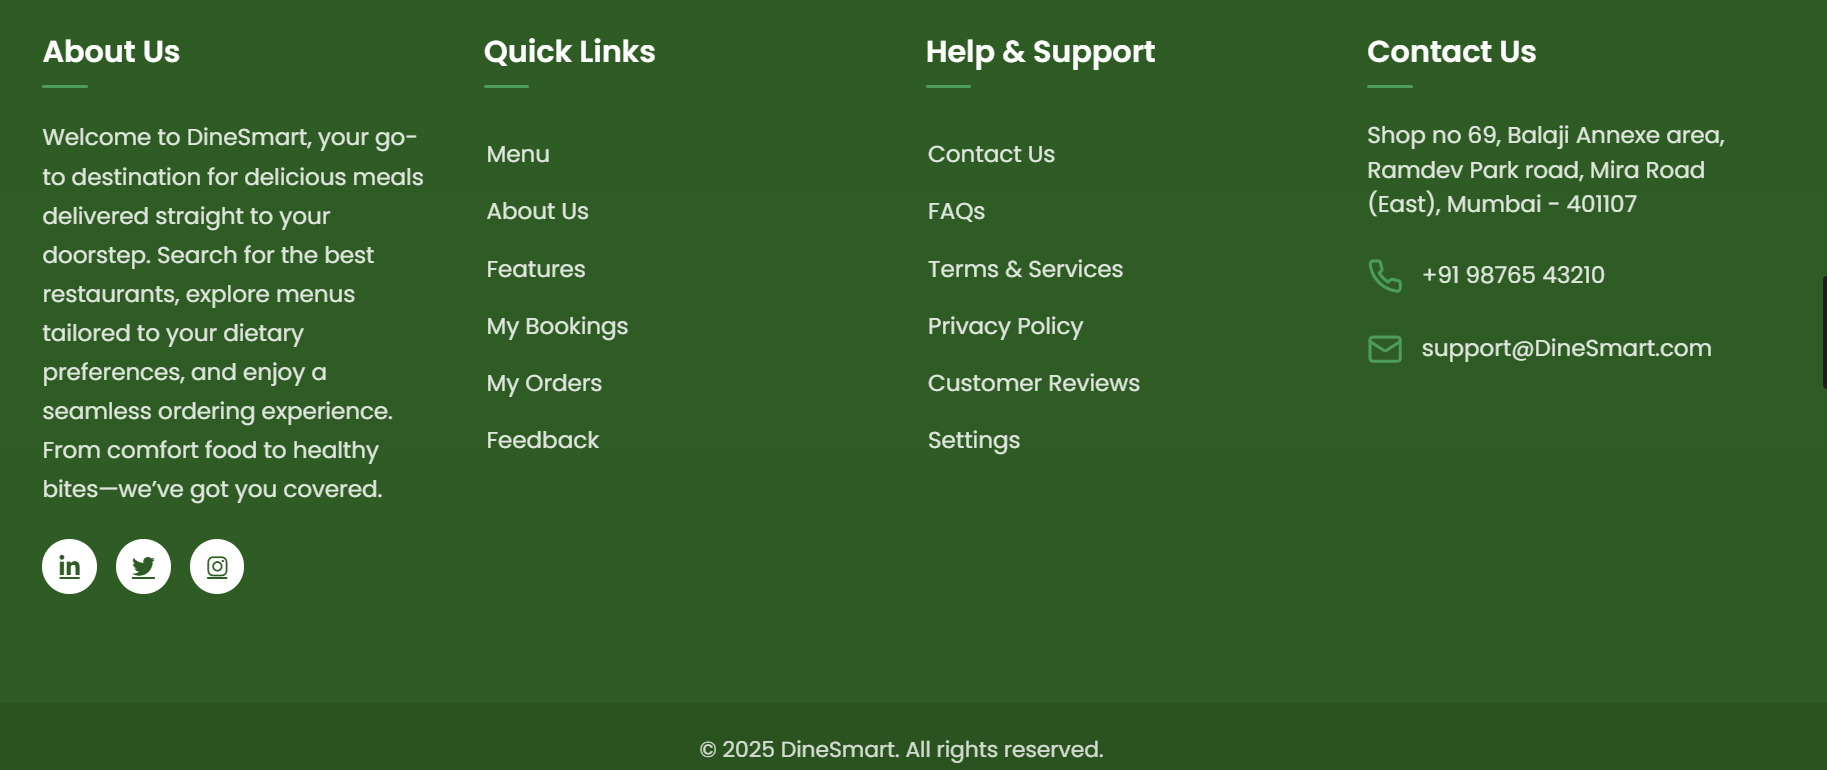 About Us
Welcome to DineSmart, your go-
to destination for delicious meals
delivered straight to your
doorstep. Search for the best
restaurants, explore menus
tailored to your dietary
preferences, and enjoy a
seamless ordering experience.
From comfort food to healthy
bites—we’ve got you covered.
in
Quick Links
Menu
About Us
Features
My Bookings
My Orders
Feedback
Help & Support
Contact Us
FAQs
Terms & Services
Privacy Policy
Customer Reviews
Settings
Contact Us
Shop no 69, Balaji Annexe area,
Ramdev Park road, Mira Road
(East), Mumbai - 401107
+91 98765 43210
support@DineSmart.com
© 2025 DineSmart. All rights reserved.